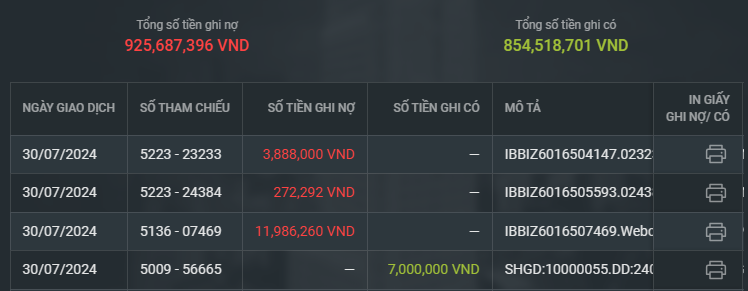 Tổng số tiền ghi nợ Tổng số tiền ghi có
925,687,396 VND 854,518,701 VND
NGÀY GIAO DỊCH SỐ THAM CHIẾU SỐ TIỀN GHI NỢ SỐ TIỀN GHI CÓ MÔ TẢ IN GIẤY
GHI NỢ/ CÓ
30/07/2024 5223 - 23233 3,888,000 VND — IBBIZ6016504147.0232
30/07/2024 5223 - 24384 272,292 VND — IBBIZ6016505593.0243
30/07/2024 5136 - 07469 11,986,260 VND — IBBIZ6016507469.Webc
30/07/2024 5009 - 56665 — 7,000,000 VND SHGD:10000055.DD:240